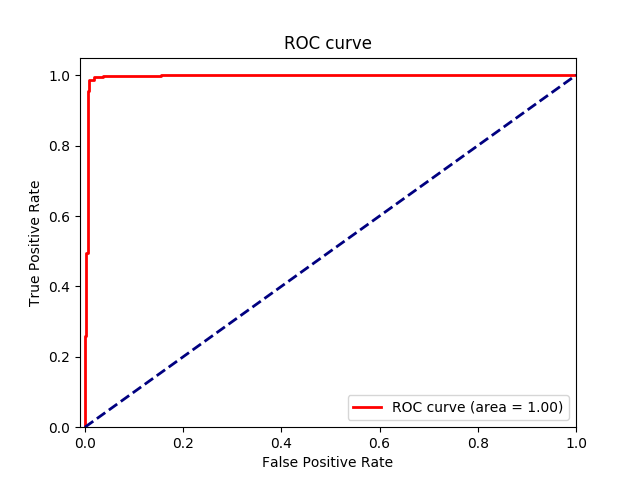 ROC curve
1.0
0.8
0.6
0.4
0.2
0.0
True Positive Rate
ROC curve (area = 1.00)
0.0 0.2 0.4 0.6 0.8 1.0
False Positive Rate